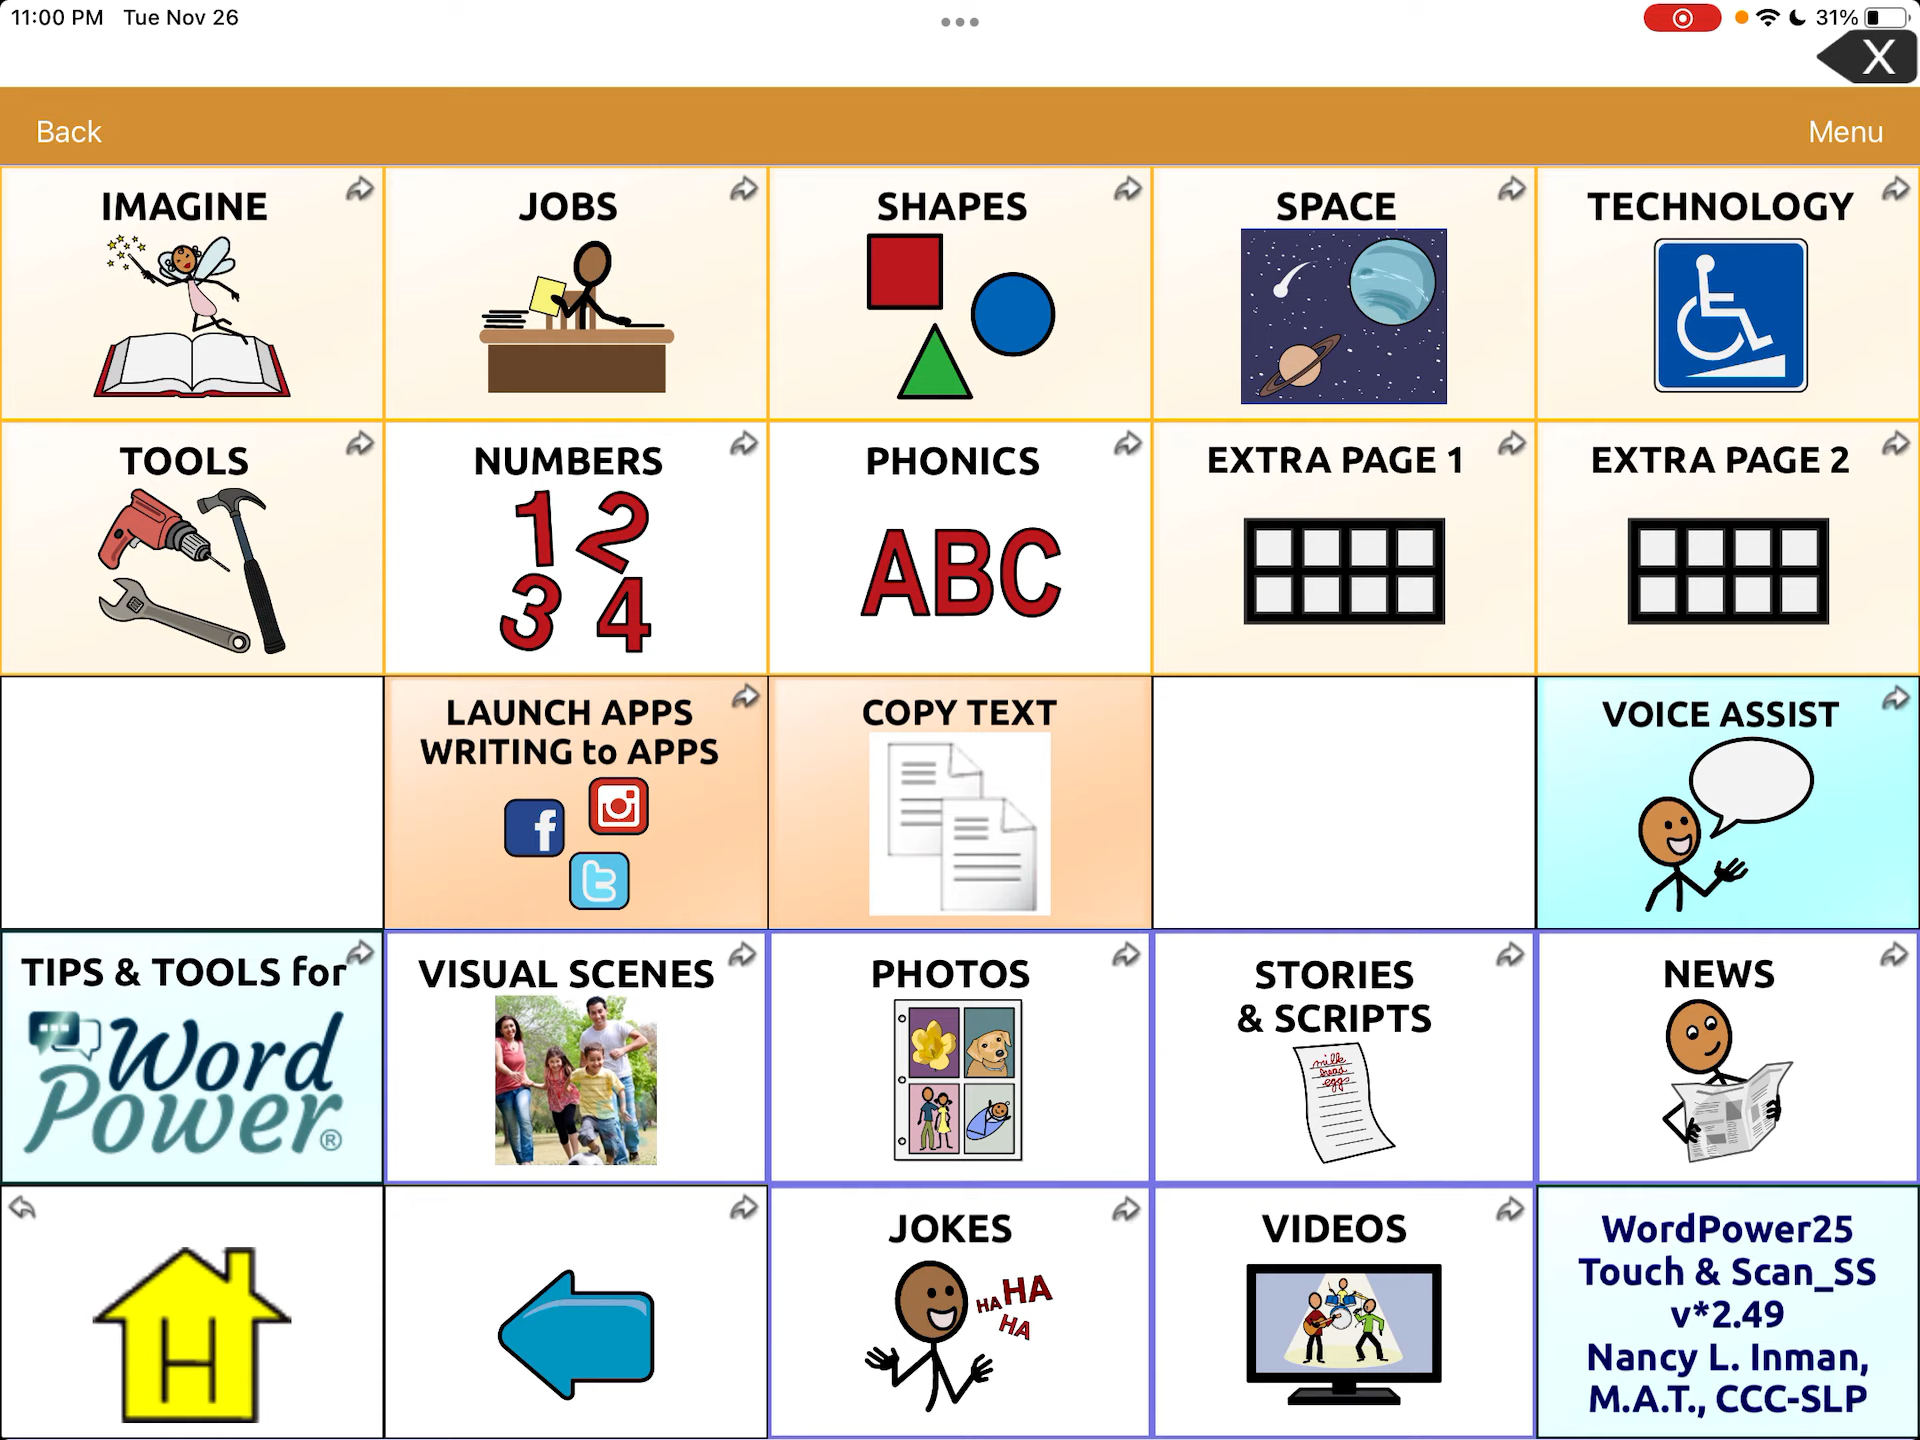 11:00 PM Tue Nov 26
31%
X
Back
Menu
IMAGINE
JOBS
SHAPES
SPACE
TECHNOLOGY
TOOLS
NUMBERS
1 2
3 4
PHONICS
ABC
EXTRA PAGE 1
EXTRA PAGE 2
LAUNCH APPS
WRITING to APPS
f
t
COPY TEXT
VOICE ASSIST
TIPS & TOOLS for
Word
Power®
VISUAL SCENES
PHOTOS
STORIES
& SCRIPTS
milk
bread
eggs
NEWS
H
JOKES
HA HA
HA
VIDEOS
WordPower25
Touch & Scan_SS
v*2.49
Nancy L. Inman,
M.A.T., CCC-SLP